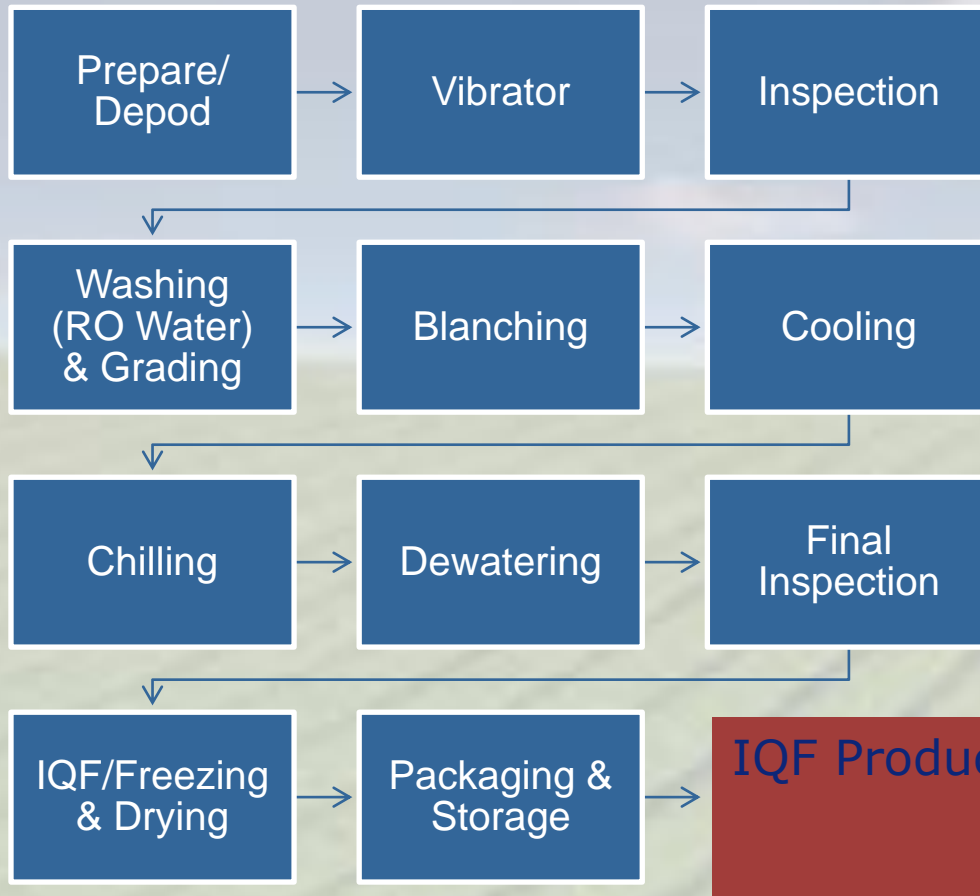 Prepare/
Depod
Vibrator
Inspection
Washing
(RO Water)
& Grading
Blanching
Cooling
Chilling
Dewatering
Final
Inspection
IQF/Freezing
& Drying
Packaging &
Storage
IQF Produ